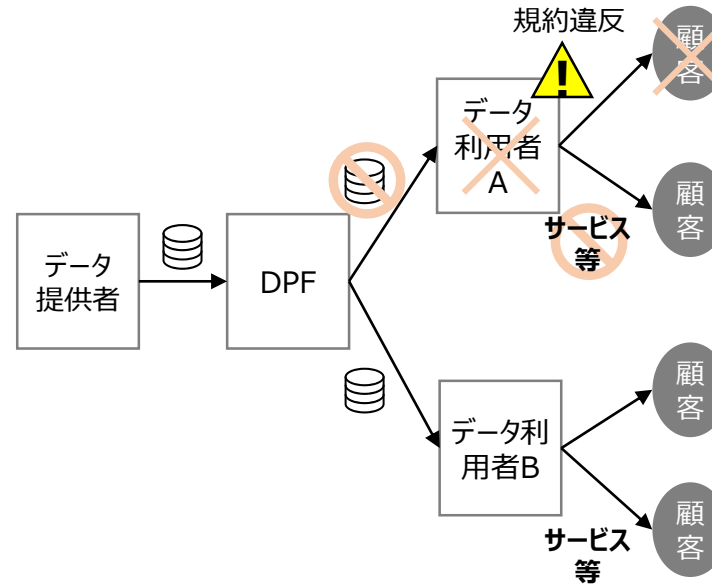 規約違反
顧
客
データ
利用者
A
!
顧
客
サービス
等
データ
提供者
DPF
顧
客
データ利
用者B
顧
客
サービス
等